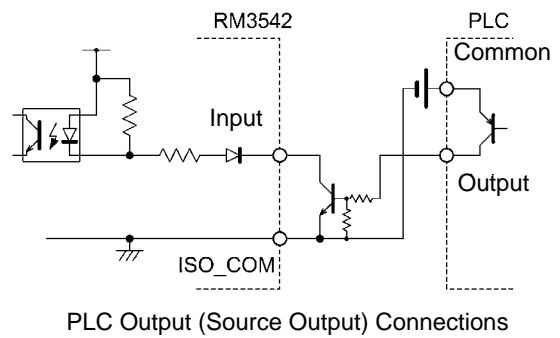 RM3542
PLC
Common
Input
Output
ISO_COM
PLC Output (Source Output) Connections